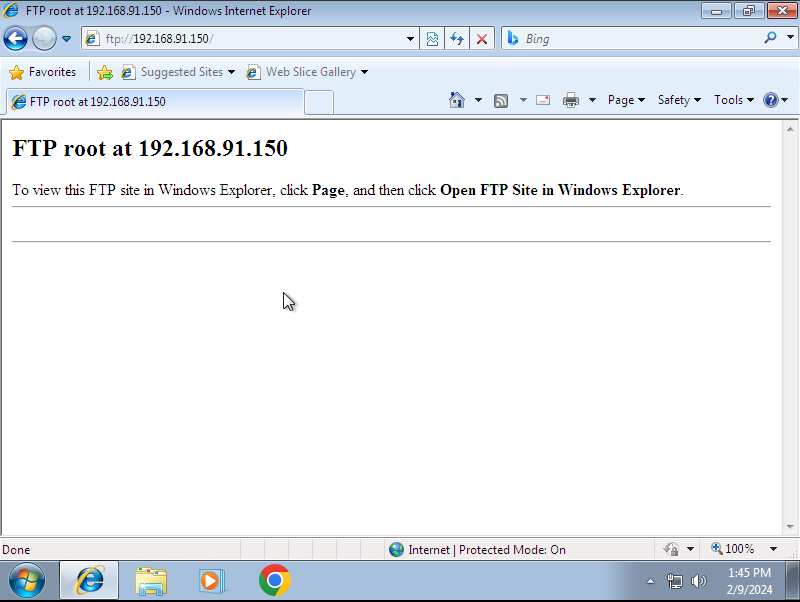 FTP root at 192.168.91.150 - Windows Internet Explorer
ftp://192.168.91.150/
Bing
Favorites
Suggested Sites
Web Slice Gallery
FTP root at 192.168.91.150
Page
Safety
Tools
FTP root at 192.168.91.150
To view this FTP site in Windows Explorer, click Page, and then click Open FTP Site in Windows Explorer.
Done
Internet | Protected Mode: On
100%
1:45 PM
2/9/2024